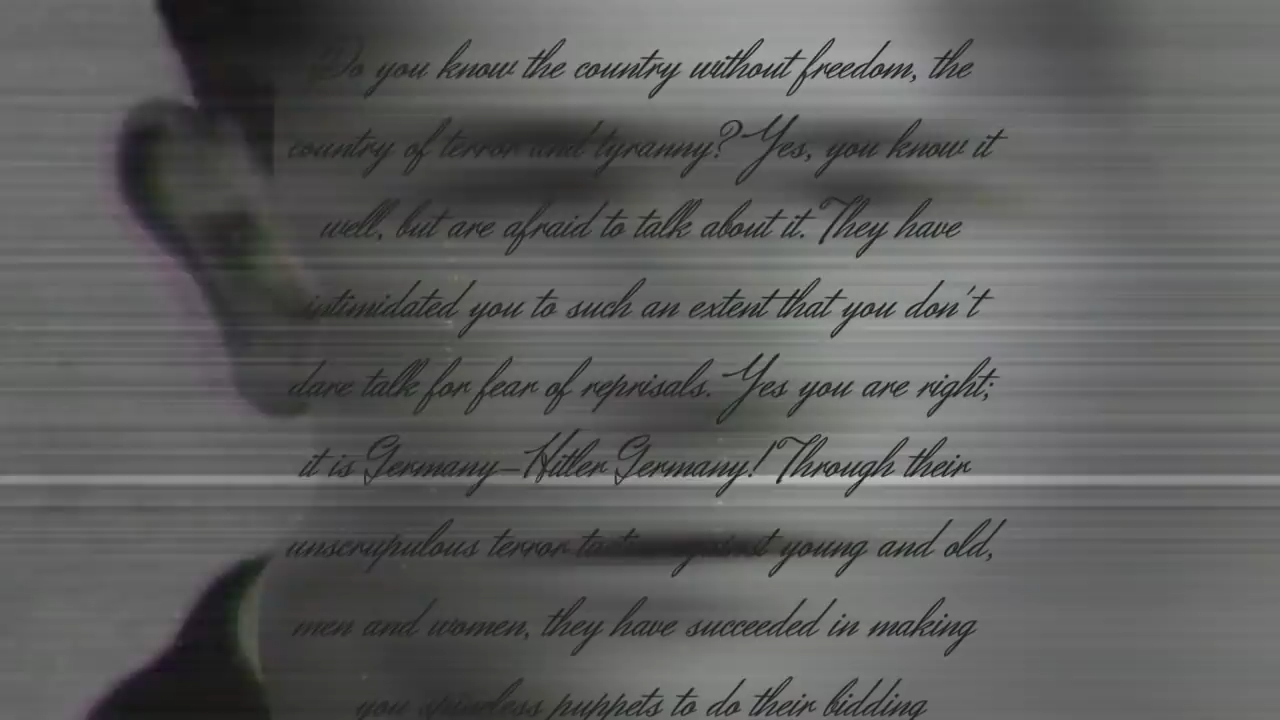 Do you know the country without freedom, the
country of terror and tyranny? Yes, you know it
well, but are afraid to talk about it. They have
intimidated you to such an extent that you don't
dare talk for fear of reprisals. Yes you are right;
it is Germany–Hitler Germany! Through their
unscrupulous terror tactics against young and old,
men and women, they have succeeded in making
you spineless puppets to do their bidding